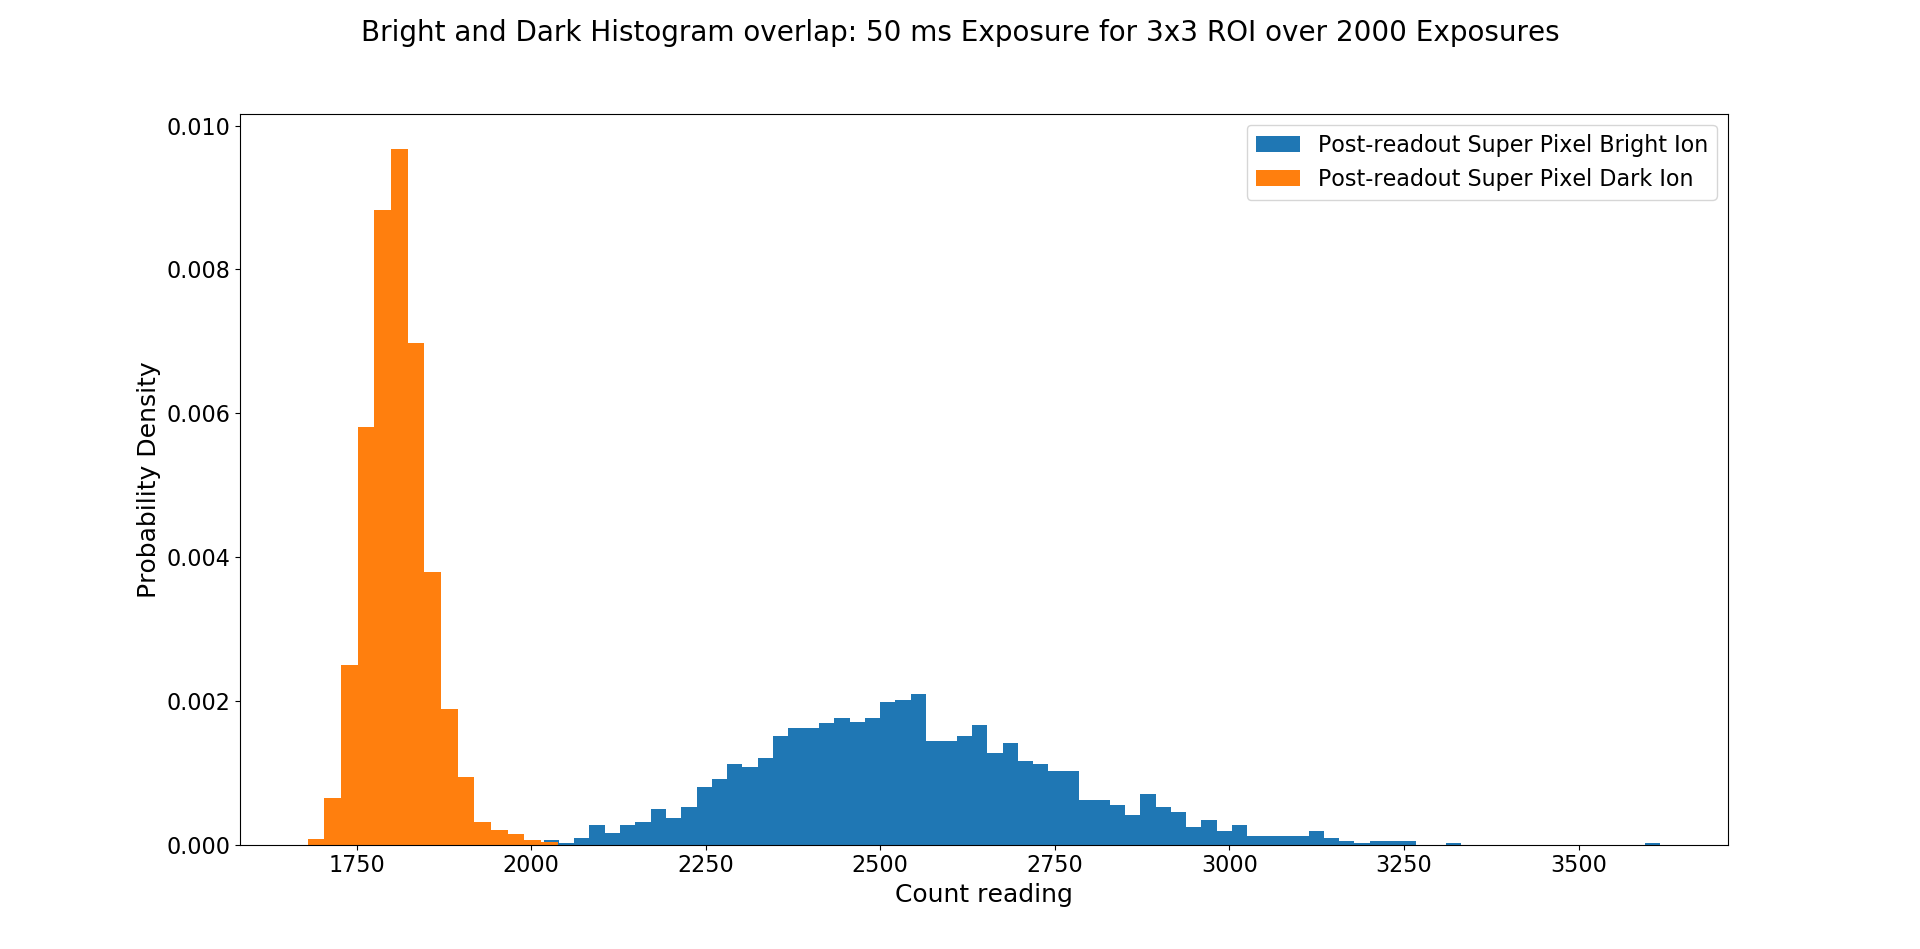 Bright and Dark Histogram overlap: 50 ms Exposure for 3x3 ROI over 2000 Exposures
Post-readout Super Pixel Bright Ion
Post-readout Super Pixel Dark Ion
Probability Density
0.010
0.008
0.006
0.004
0.002
0.000
1750 2000 2250 2500 2750 3000 3250 3500
Count reading